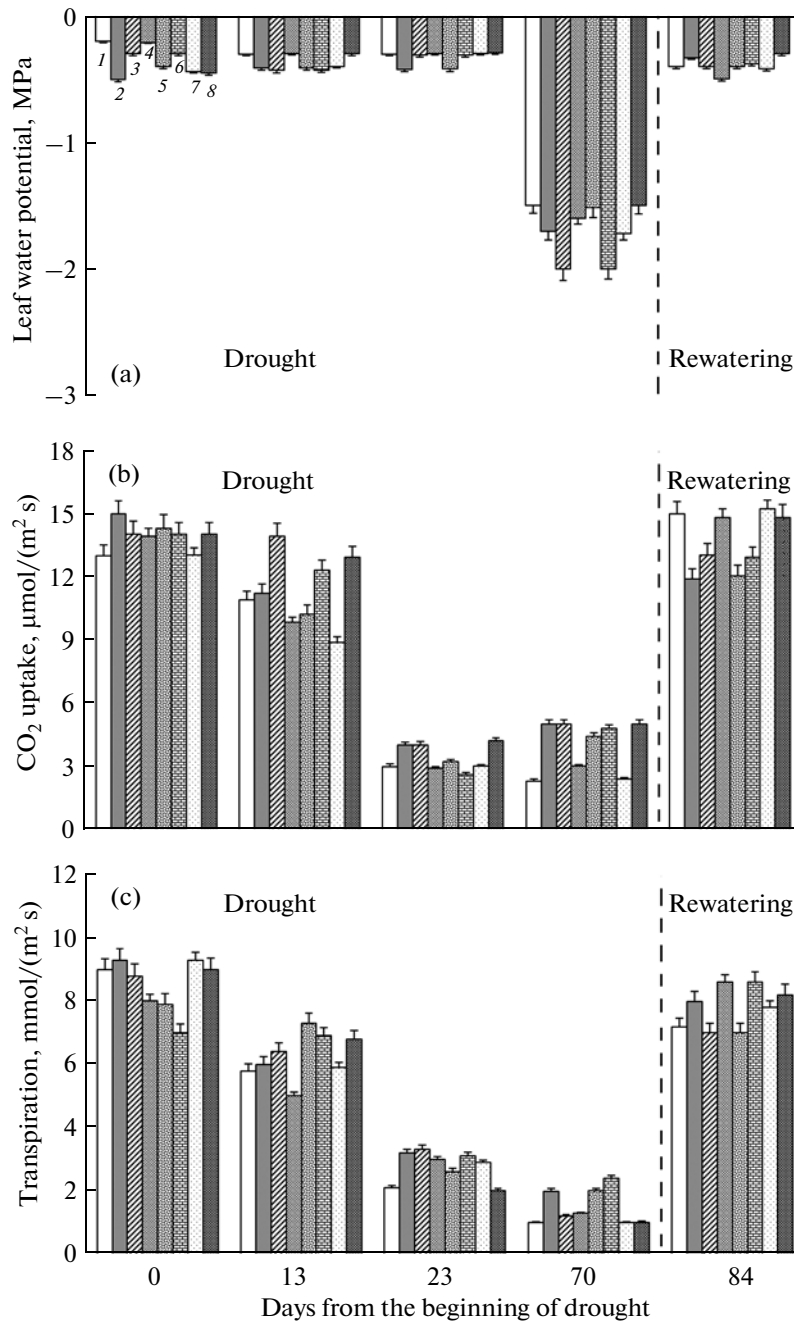 0
−1
−2
−3
Leaf water potential, MPa
1
2
3
4
5
6
7
8
(a)
Drought
Rewatering
18
15
12
9
6
3
0
CO₂ uptake, μmol/(m² s)
(b)
Drought
Rewatering
12
10
8
6
4
2
0
Transpiration, mmol/(m² s)
(c)
Drought
Rewatering
0 13 23 70 84
Days from the beginning of drought